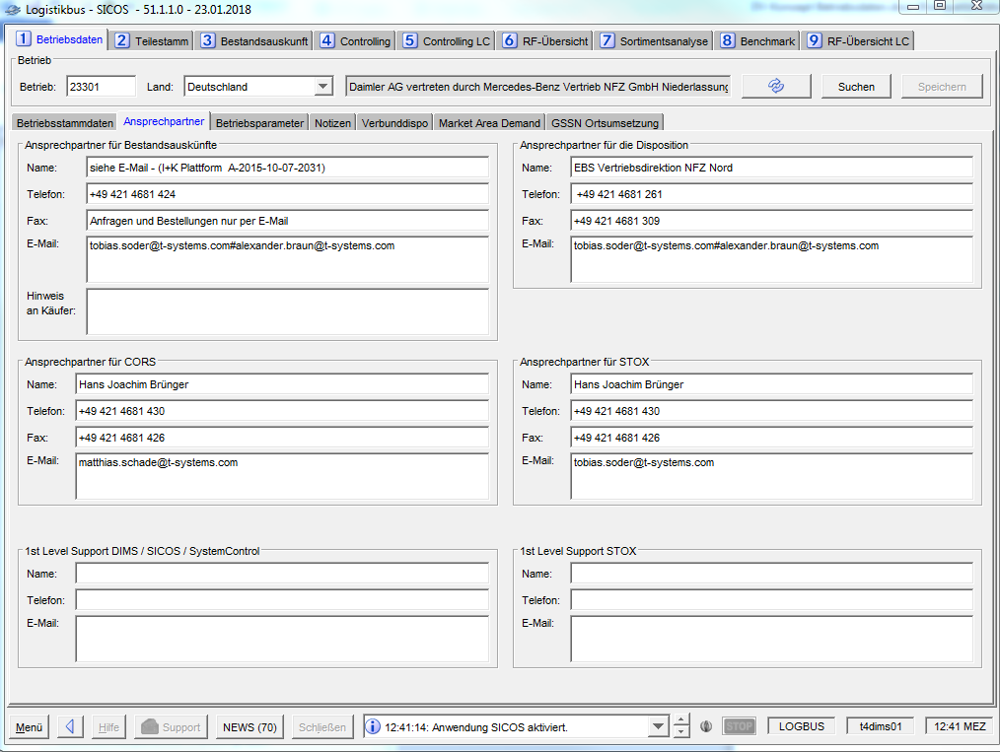 Logistikbus - SICOS - 51.1.1.0 - 23.01.2018
1 Betriebsdaten 2 Teilestamm 3 Bestandsauskunft 4 Controlling 5 Controlling LC 6 RF-Übersicht 7 Sortimentsanalyse 8 Benchmark 9 RF-Übersicht LC
Betrieb
Betrieb: 23301 Land: Deutschland Daimler AG vertreten durch Mercedes-Benz Vertrieb NFZ GmbH Niederlassung Suchen Speichern
Betriebsstammdaten Ansprechpartner Betriebsparameter Notizen Verbunddispo Market Area Demand GSSN Ortsumsetzung
Ansprechpartner für Bestandsauskünfte
Name: siehe E-Mail - (I+K Plattform A-2015-10-07-2031)
Telefon: +49 421 4681 424
Fax: Anfragen und Bestellungen nur per E-Mail
E-Mail: tobias.soder@t-systems.com#alexander.braun@t-systems.com
Hinweis
an Käufer:
Ansprechpartner für die Disposition
Name: EBS Vertriebsdirektion NFZ Nord
Telefon: +49 421 4681 261
Fax: +49 421 4681 309
E-Mail: tobias.soder@t-systems.com#alexander.braun@t-systems.com
Ansprechpartner für CORS
Name: Hans Joachim Brünger
Telefon: +49 421 4681 430
Fax: +49 421 4681 426
E-Mail: matthias.schade@t-systems.com
Ansprechpartner für STOX
Name: Hans Joachim Brünger
Telefon: +49 421 4681 430
Fax: +49 421 4681 426
E-Mail: tobias.soder@t-systems.com
1st Level Support DIMS / SICOS / SystemControl
Name:
Telefon:
E-Mail:
1st Level Support STOX
Name:
Telefon:
E-Mail:
Menü Hilfe Support NEWS (70) Schließen 12:41:14: Anwendung SICOS aktiviert. STOP LOGBUS t4dims01 12:41 MEZ